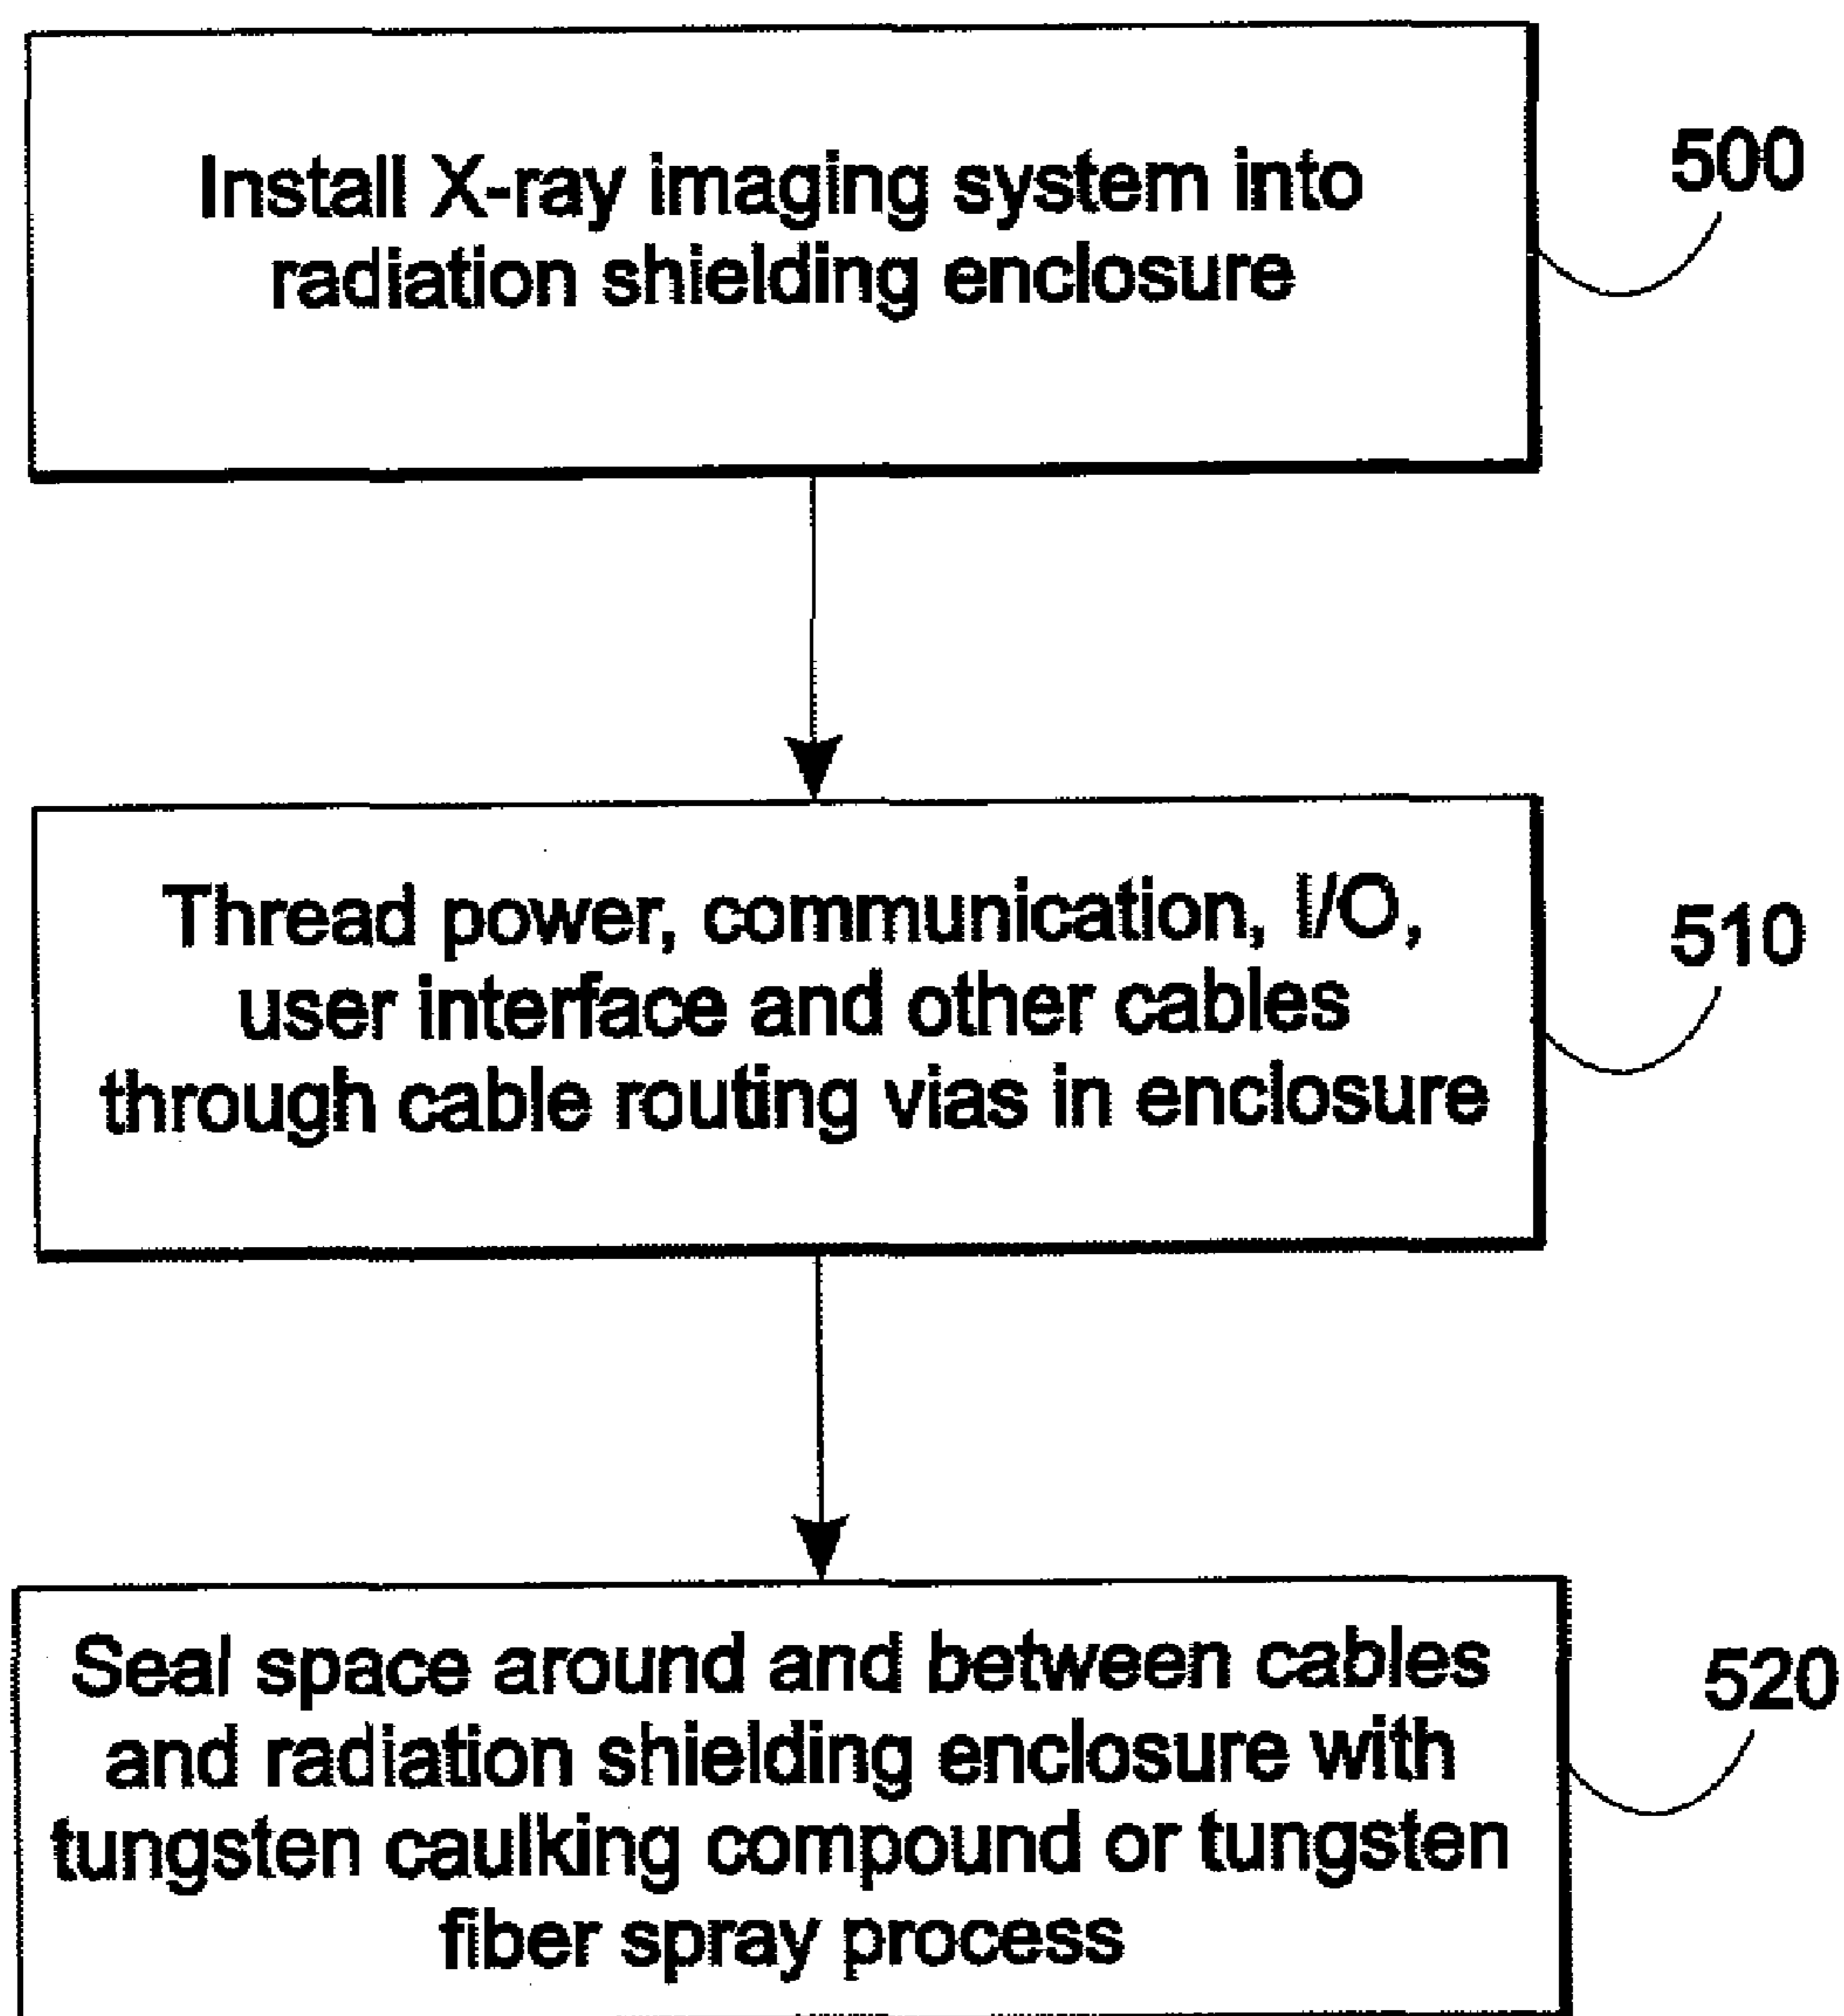 Install X-ray imaging system into
radiation shielding enclosure
500
Thread power, communication, I/O,
user interface and other cables
through cable routing vias in enclosure
510
Seal space around and between cables
and radiation shielding enclosure with
tungsten caulking compound or tungsten
fiber spray process
520